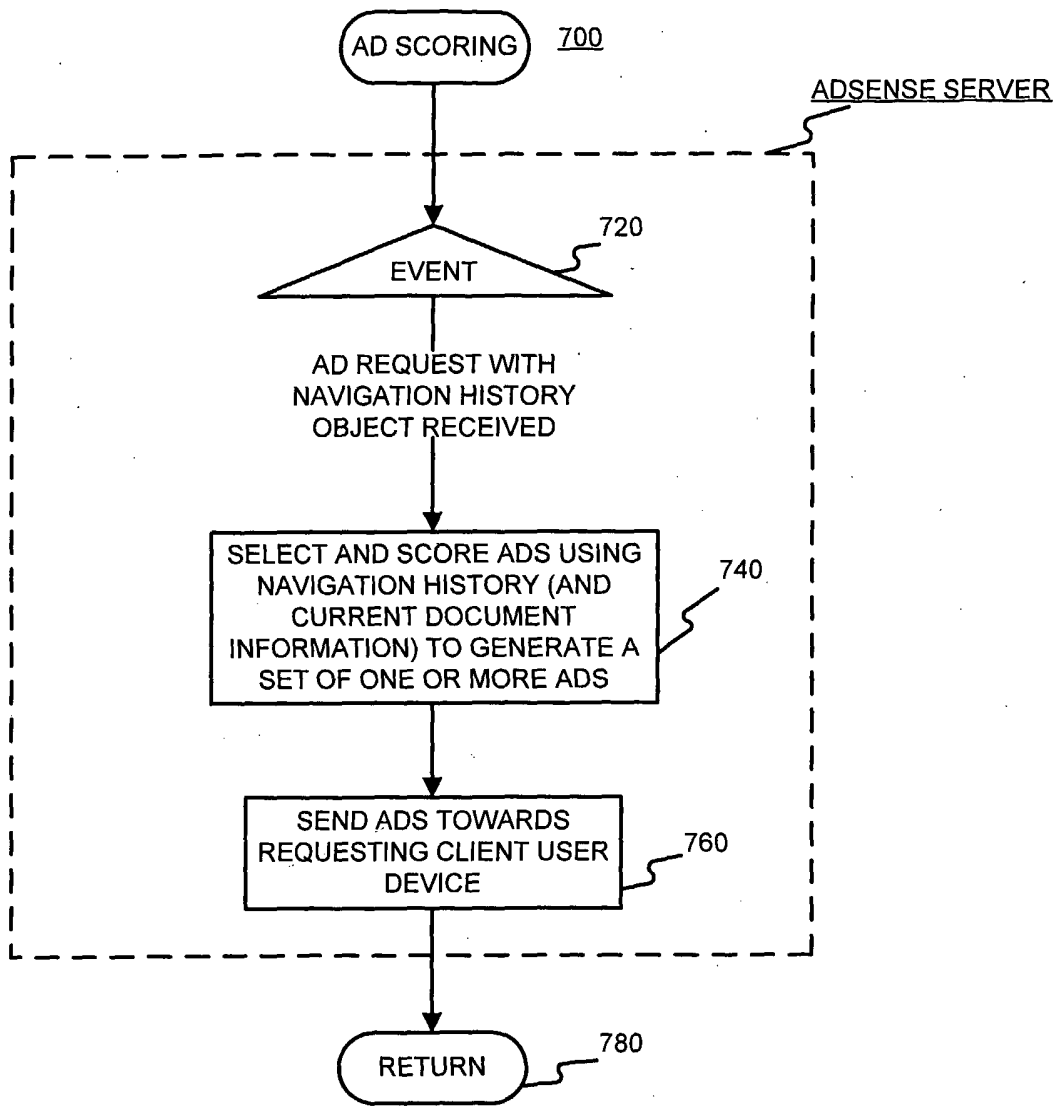 AD SCORING
700
ADSENSE SERVER
720
EVENT
AD REQUEST WITH
NAVIGATION HISTORY
OBJECT RECEIVED
SELECT AND SCORE ADS USING
NAVIGATION HISTORY (AND
CURRENT DOCUMENT
INFORMATION) TO GENERATE A
SET OF ONE OR MORE ADS
740
SEND ADS TOWARDS
REQUESTING CLIENT USER
DEVICE
760
RETURN
780